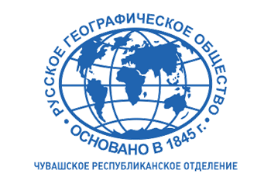 РУССКОЕ ГЕОГРАФИЧЕСКОЕ ОБЩЕСТВО
• ОСНОВАНО В 1845 г. •
ЧУВАШСКОЕ РЕСПУБЛИКАНСКОЕ ОТДЕЛЕНИЕ